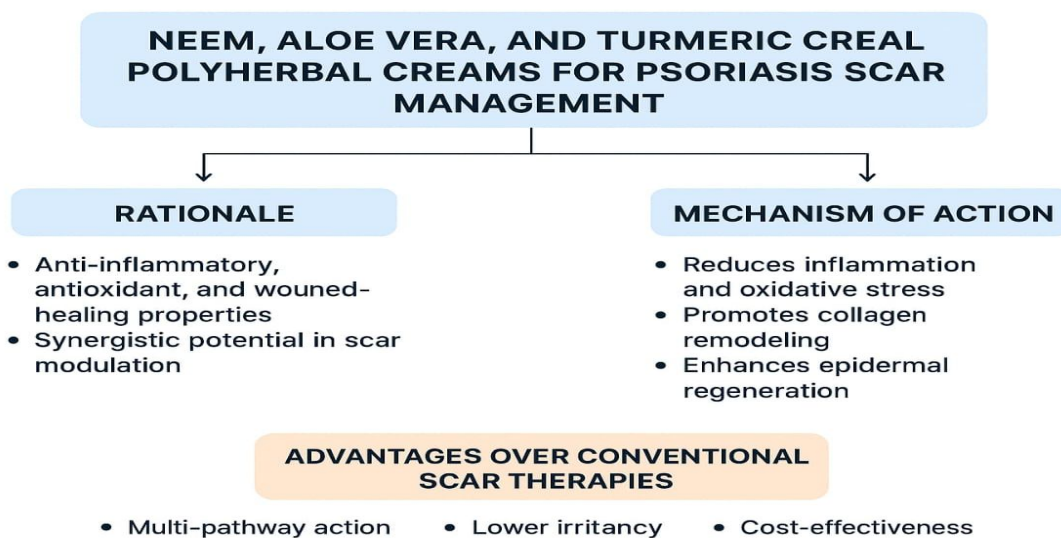 NEEM, ALOE VERA, AND TURMERIC CREAL
POLYHERBAL CREAMS FOR PSORIASIS SCAR
MANAGEMENT
RATIONALE
• Anti-inflammatory,
antioxidant, and wouned-
healing properties
• Synergistic potential in scar
modulation
MECHANISM OF ACTION
• Reduces inflammation
and oxidative stress
• Promotes collagen
remodeling
• Enhances epidermal
regeneration
ADVANTAGES OVER CONVENTIONAL
SCAR THERAPIES
• Multi-pathway action • Lower irritancy • Cost-effectiveness